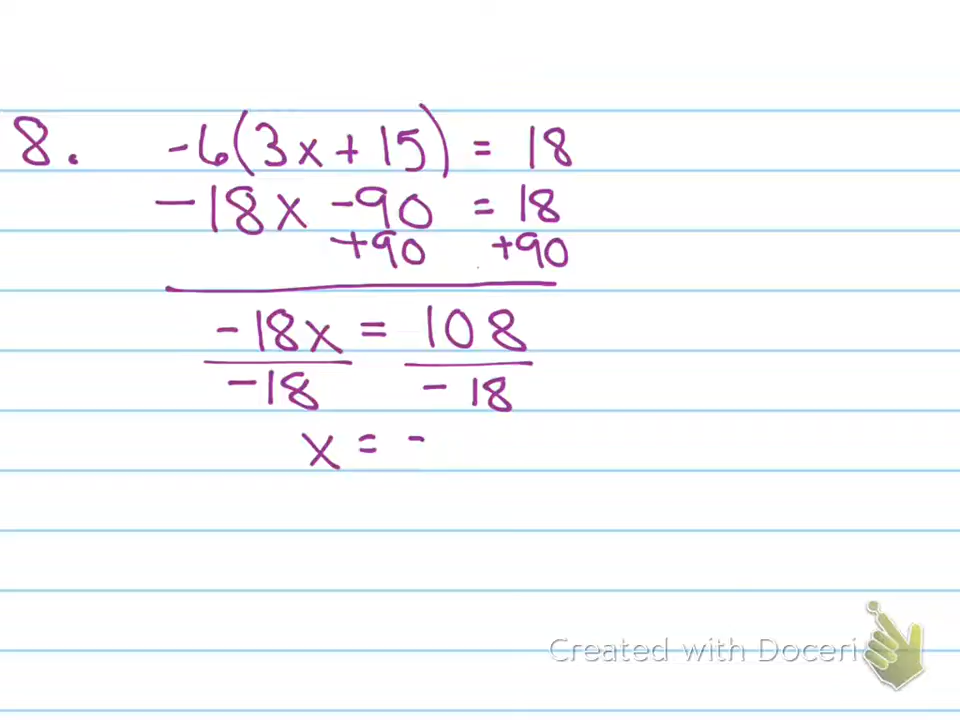 8. -6(3x + 15) = 18
-18x -90 = 18
+90 +90
-18x = 108
-18 -18
x = -
Created with Doceri